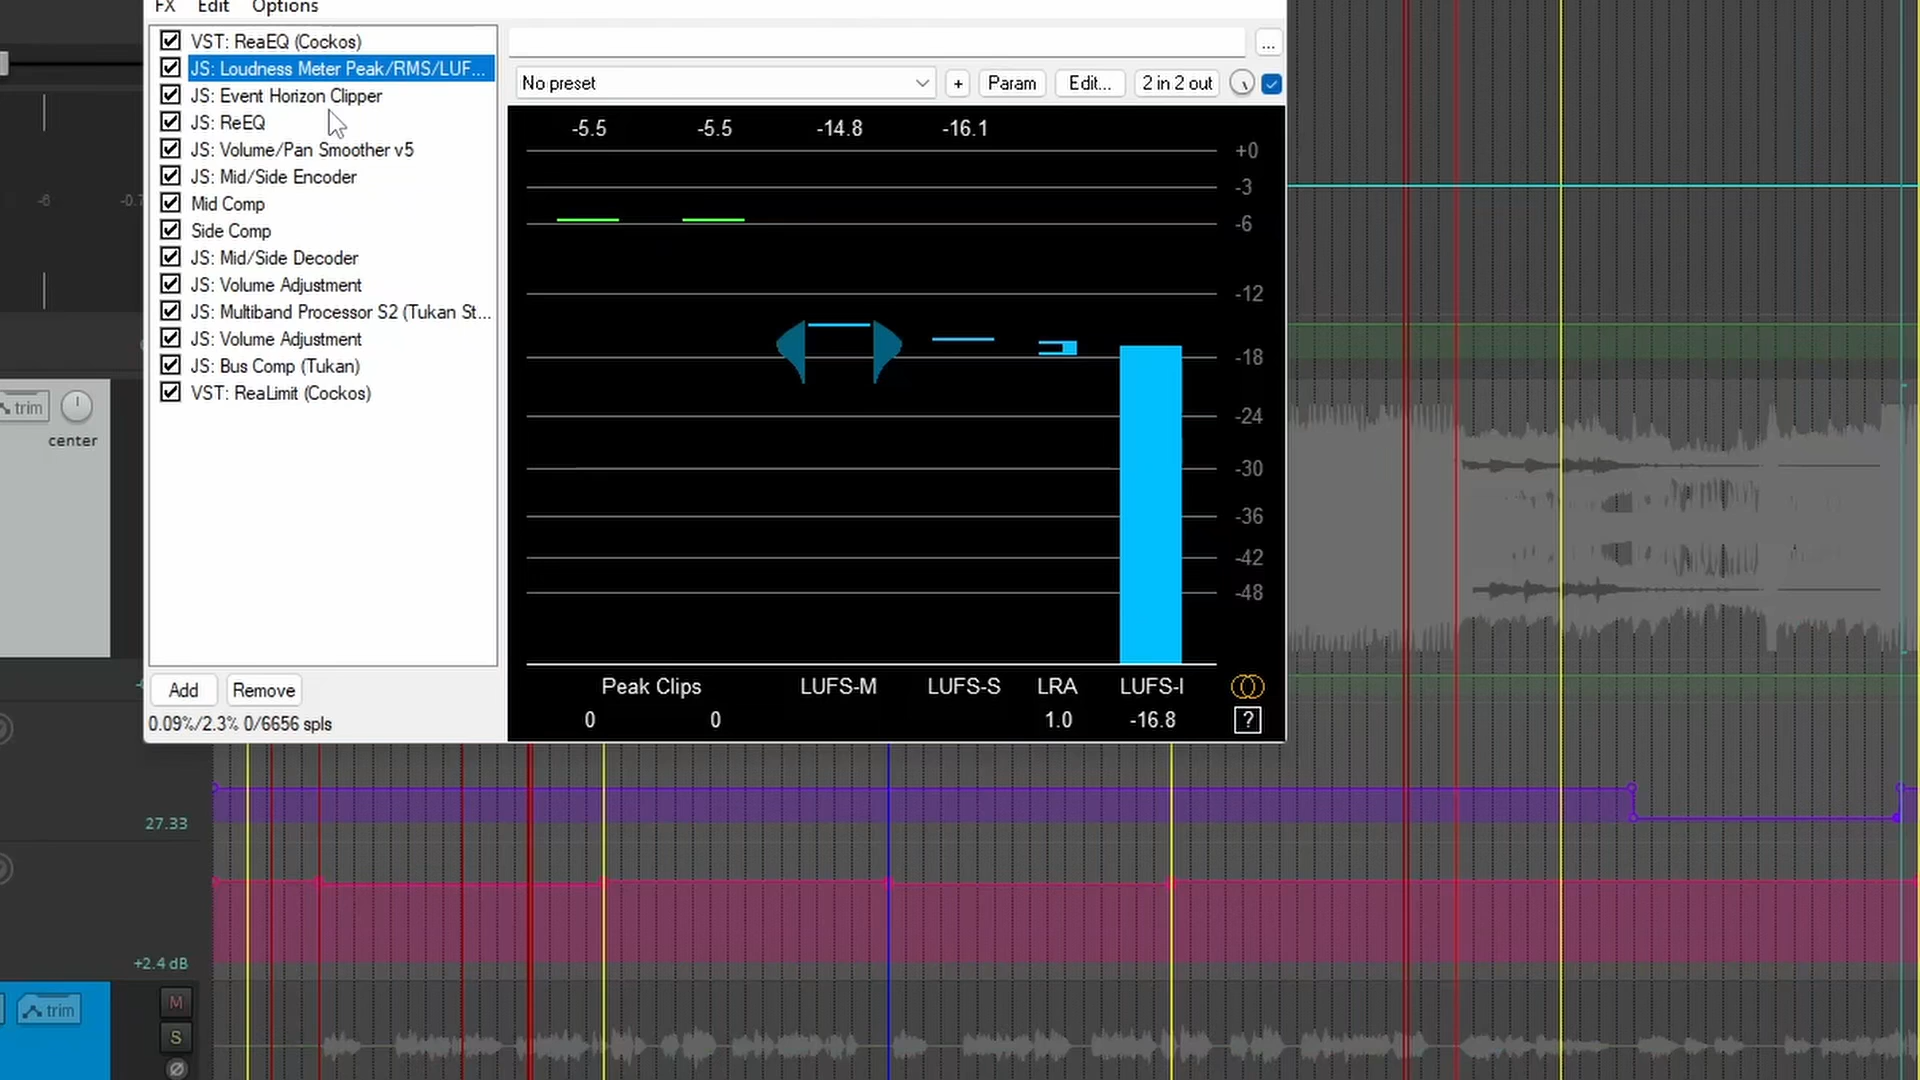 FX Edit Options
VST: ReaEQ (Cockos)
JS: Loudness Meter Peak/RMS/LUF...
JS: Event Horizon Clipper
JS: ReEQ
JS: Volume/Pan Smoother v5
JS: Mid/Side Encoder
Mid Comp
Side Comp
JS: Mid/Side Decoder
JS: Volume Adjustment
JS: Multiband Processor S2 (Tukan St...
JS: Volume Adjustment
JS: Bus Comp (Tukan)
VST: ReaLimit (Cockos)
Add Remove
0.09%/2.3% 0/6656 spls
...
No preset + Param Edit... 2 in 2 out
-5.5 -5.5 -14.8 -16.1
+0
-3
-6
-12
-18
-24
-30
-36
-42
-48
Peak Clips LUFS-M LUFS-S LRA LUFS-I
0 0 1.0 -16.8 ?
-6 -0.7
trim
center
27.33
+2.4 dB
trim M
S